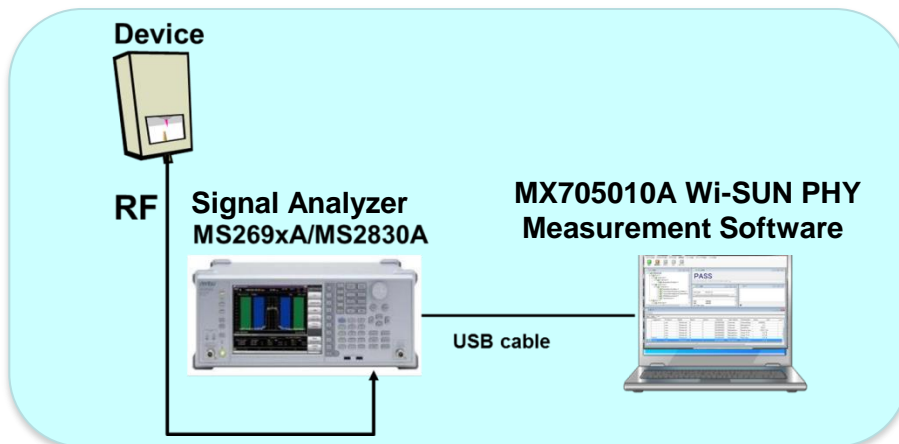 Device
RF
Signal Analyzer
MS269xA/MS2830A
MX705010A Wi-SUN PHY
Measurement Software
PASS
USB cable